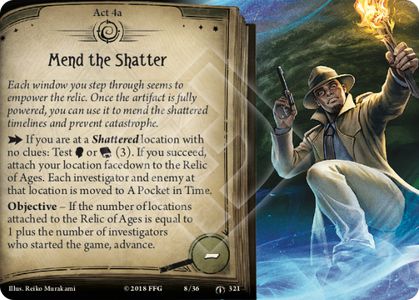 Act 4a
Mend the Shatter
Each window you step through seems to
empower the relic. Once the artifact is fully
powered, you can use it to mend the shattered
timelines and prevent catastrophe.
If you are at a Shattered location with
no clues: Test or (3). If you succeed,
attach your location facedown to the Relic
of Ages. Each investigator and enemy at
that location is moved to A Pocket in Time.
Objective – If the number of locations
attached to the Relic of Ages is equal to
1 plus the number of investigators
who started the game, advance.
–
Illus. Reiko Murakami
© 2018 FFG
8/36
321